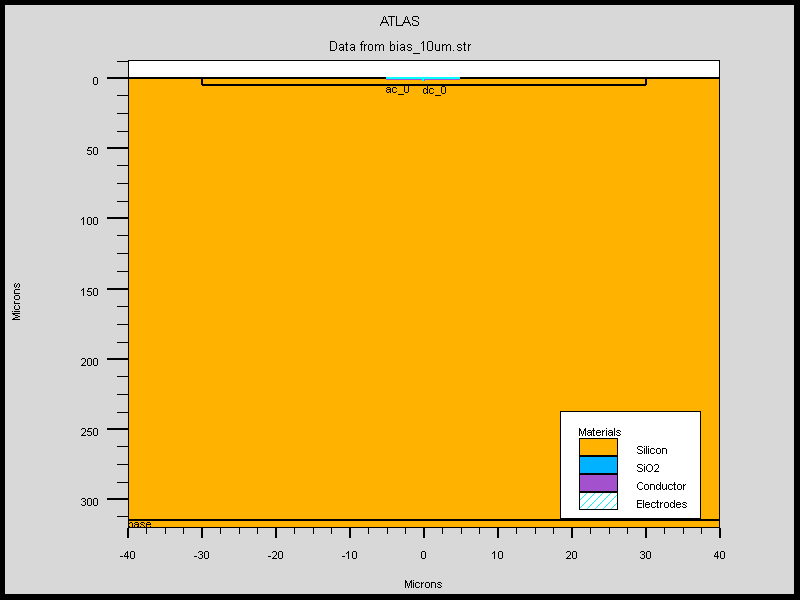 ATLAS
Data from bias_10um.str
0
50
100
150
200
250
300
Microns
ac_0 dc_0
Materials
Silicon
SiO2
Conductor
Electrodes
base
-40 -30 -20 -10 0 10 20 30 40
Microns